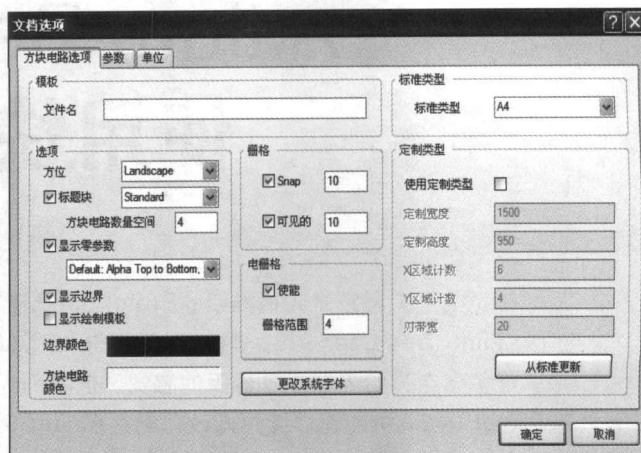 文档选项
方块电路选项 参数 单位
模板
文件名
标准类型
标准类型 A4
选项
方位 Landscape
标题块 Standard
方块电路数量空间 4
显示零参数
Default: Alpha Top to Bottom,
显示边界
显示绘制模板
边界颜色
方块电路
颜色
栅格
Snap 10
可见的 10
电栅格
使能
栅格范围 4
更改系统字体
定制类型
使用定制类型
定制宽度 1500
定制高度 950
X区域计数 6
Y区域计数 4
刃带宽 20
从标准更新
确定 取消